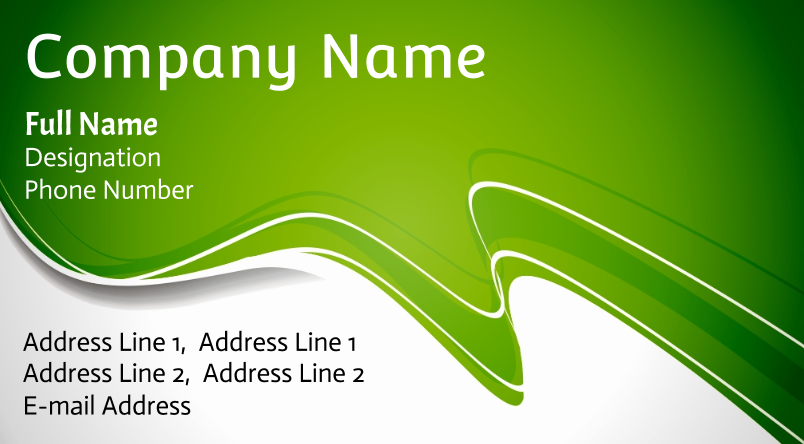 Company Name
Full Name
Designation
Phone Number
Address Line 1,  Address Line 1
Address Line 2,  Address Line 2
E-mail Address